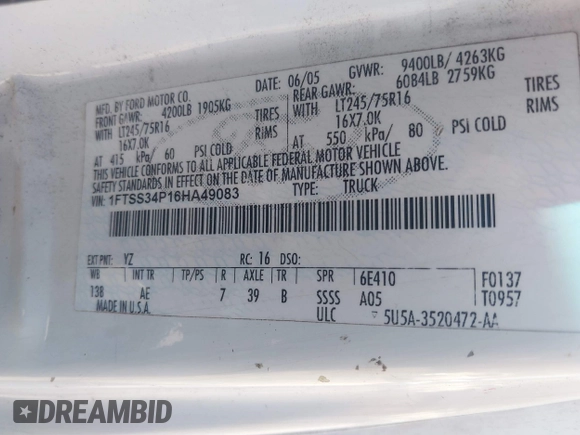 MFD. BY FORD MOTOR CO.
DATE: 06/05 GVWR: 9400LB/ 4263KG
FRONT GAWR: 4200LB 1905KG REAR GAWR: 6084LB 2759KG
WITH LT245/75R16 TIRES WITH LT245/75R16 TIRES
16X7.0K RIMS 16X7.0K RIMS
AT 415 kPa/ 60 PSI COLD AT 550 kPa/ 80 PSI COLD
THIS VEHICLE CONFORMS TO ALL APPLICABLE FEDERAL MOTOR VEHICLE
SAFETY STANDARDS IN EFFECT ON THE DATE OF MANUFACTURE SHOWN ABOVE.
VIN: 1FTSS34P16HA49083 TYPE: TRUCK
EXT PNT: YZ RC: 16 DSO:
WB INT TR TP/PS R AXLE TR SPR 6E410 F0137
138 AE 7 39 B SSSS A05 T0957
MADE IN U.S.A. ULC 5U5A-3520472-AA
DREAMBID